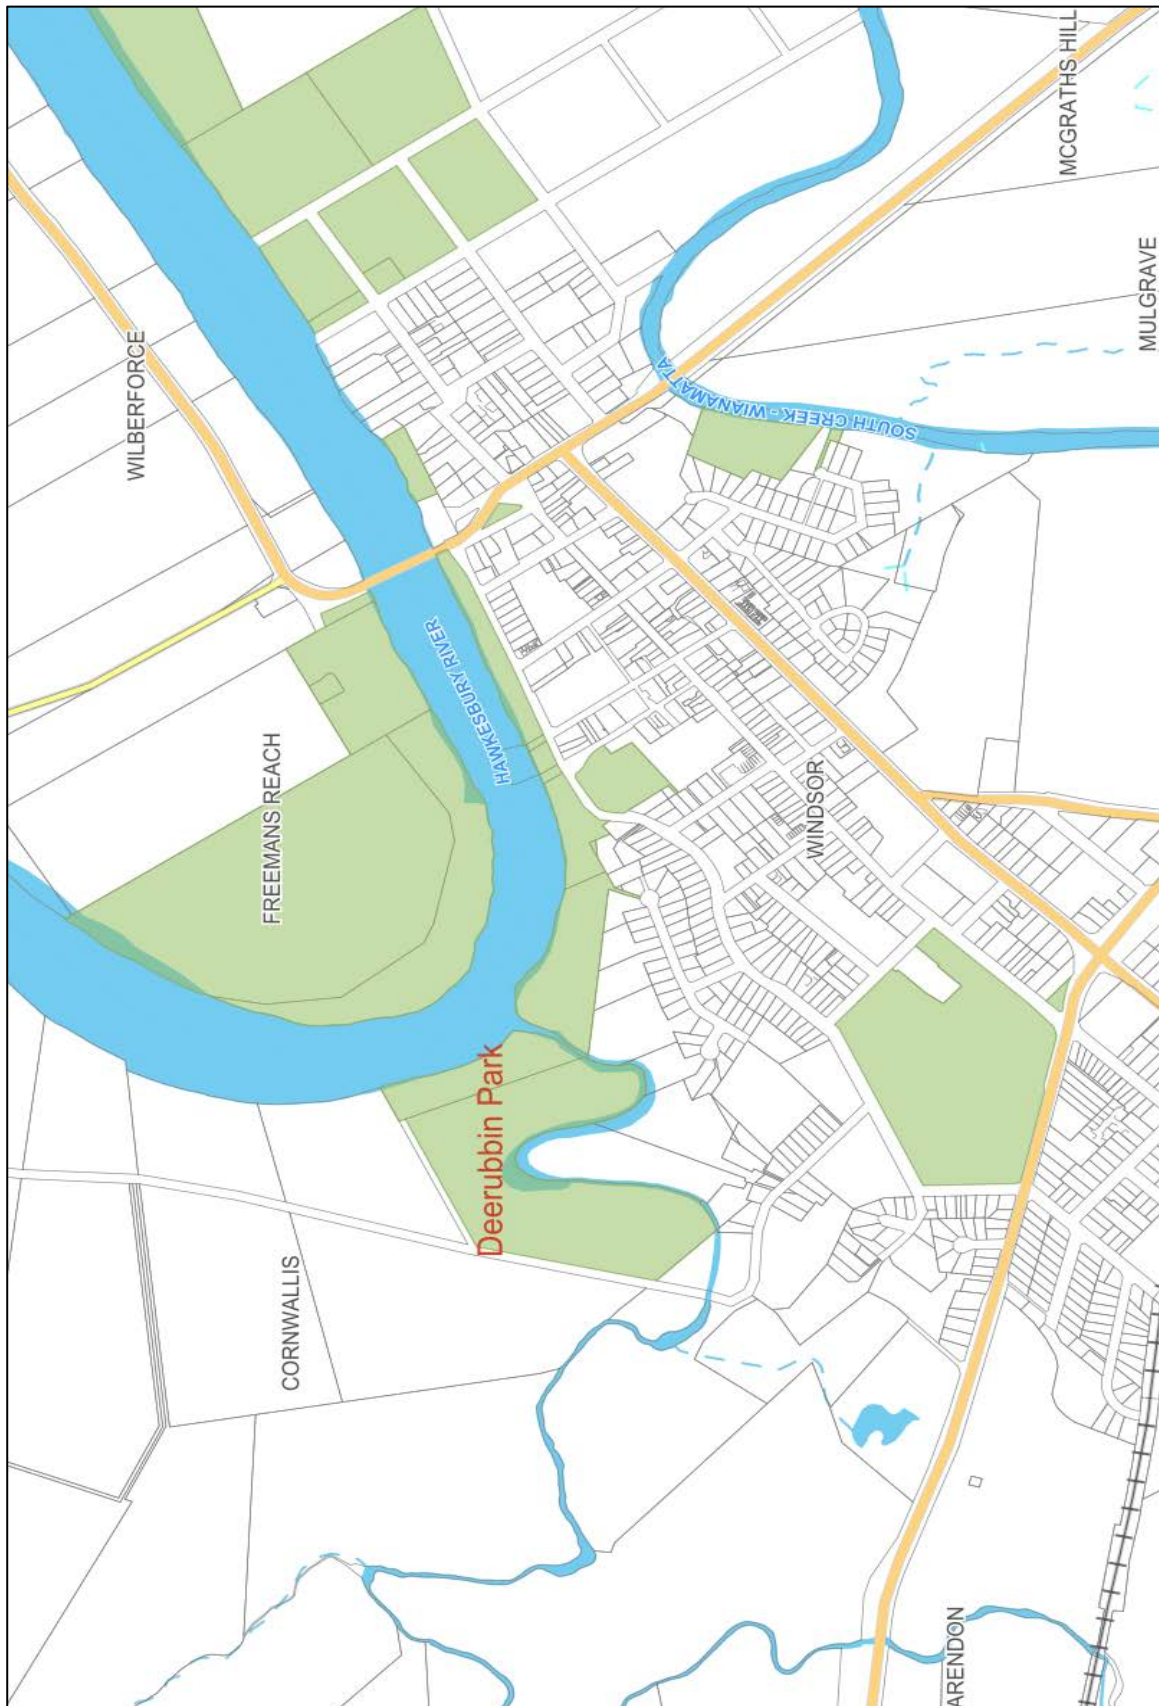 WILBERFORCE
FREEMANS REACH
CORNWALLIS
HAWKESBURY RIVER
Deerubbin Park
SOUTH CREEK - WIANAMATTA
WINDSOR
MCGRATHS HILL
MULGRAVE
ARENDON